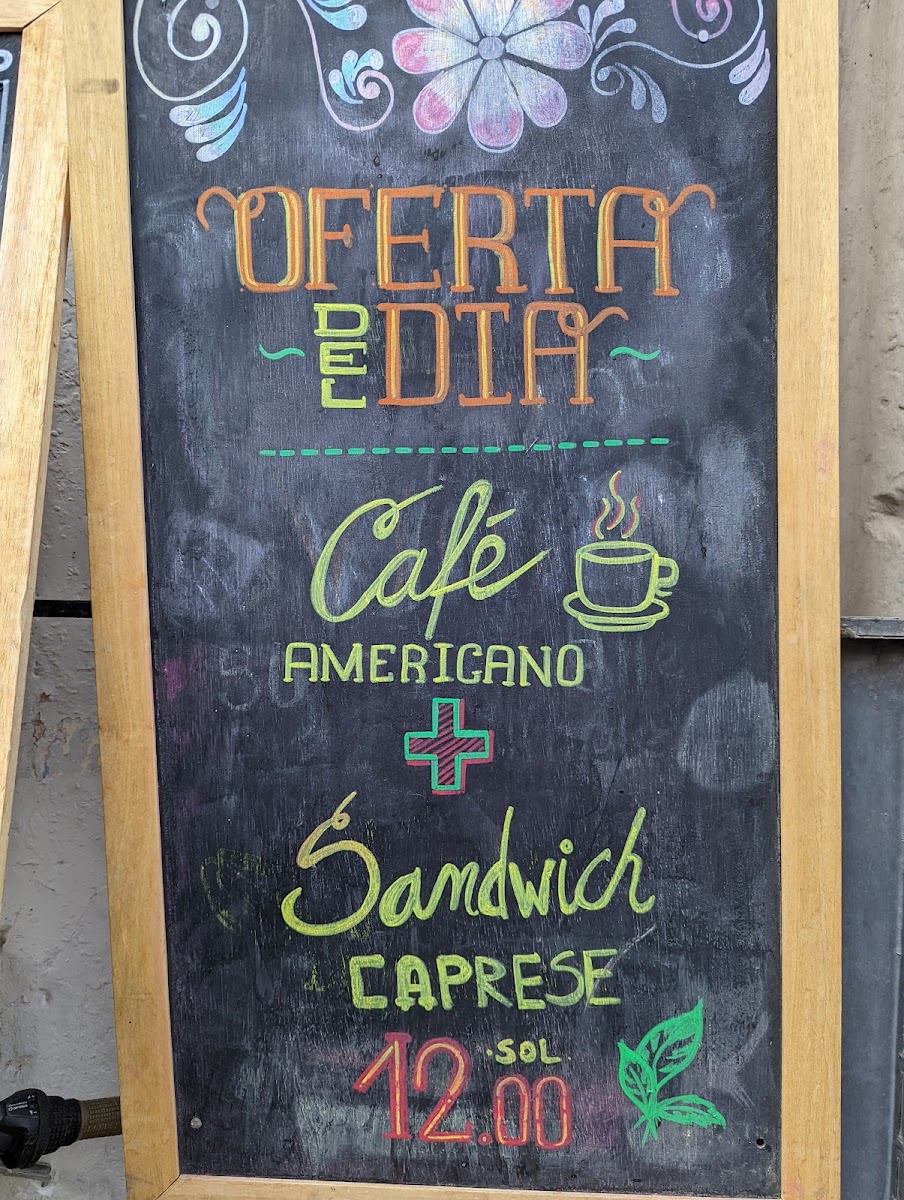 OFERTA
DEL DIA
Café
AMERICANO
+
Sandwich
CAPRESE
12.00 ·SOL